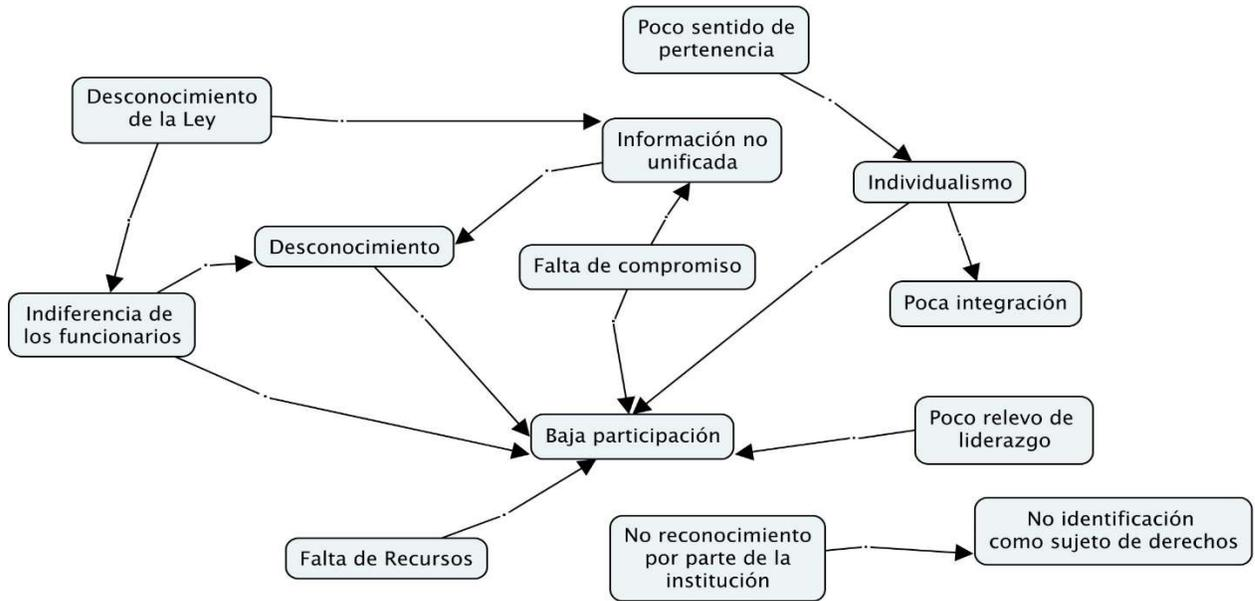 Poco sentido de
pertenencia
Desconocimiento
de la Ley
Información no
unificada
Individualismo
Desconocimiento
Falta de compromiso
Poca integración
Indiferencia de
los funcionarios
Baja participación
Poco relevo de
liderazgo
Falta de Recursos
No reconocimiento
por parte de la
institución
No identificación
como sujeto de derechos